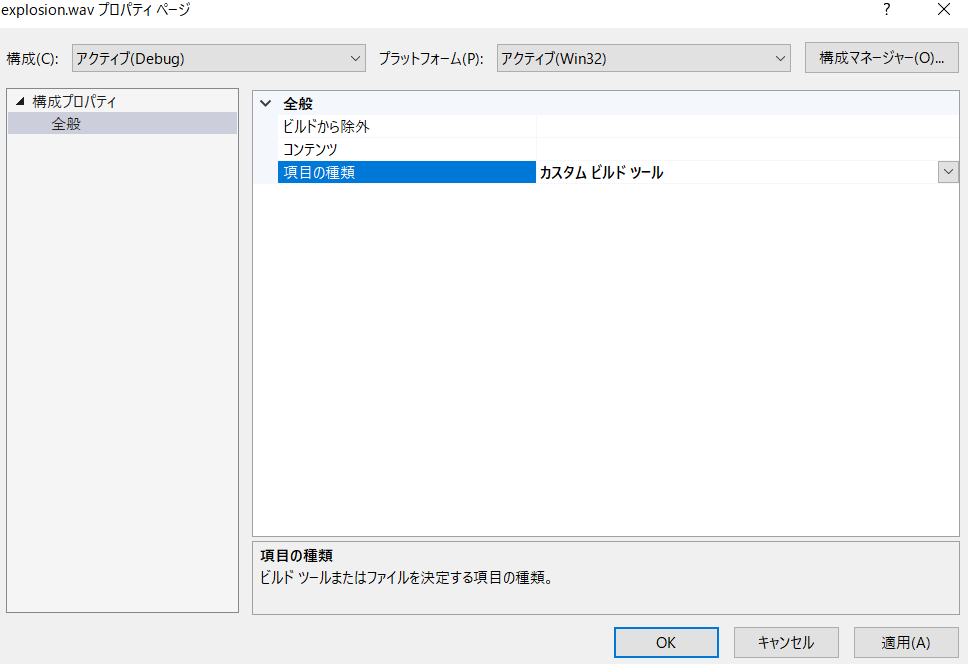 explosion.wav プロパティ ページ
?
構成(C):
アクティブ(Debug)
プラットフォーム(P):
アクティブ(Win32)
構成マネージャー(O)...
構成プロパティ
全般
全般
ビルドから除外
コンテンツ
項目の種類
カスタム ビルド ツール
項目の種類
ビルド ツールまたはファイルを決定する項目の種類。
OK
キャンセル
適用(A)